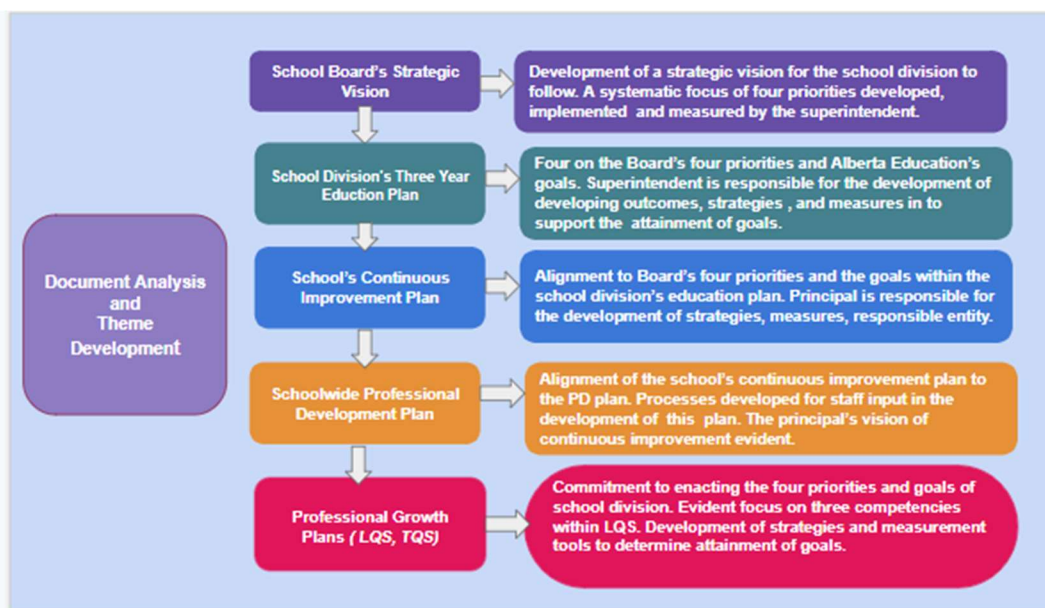 Document Analysis
and
Theme
Development
School Board's Strategic
Vision
Development of a strategic vision for the school division to
follow. A systematic focus of four priorities developed,
implemented and measured by the superintendent.
School Division's Three Year
Eduction Plan
Four on the Board's four priorities and Alberta Education's
goals. Superintendent is responsible for the development of
developing outcomes, strategies , and measures in to
support the attainment of goals.
School's Continuous
Improvement Plan
Alignment to Board's four priorities and the goals within the
school division's education plan. Principal is responsible for
the development of strategies, measures, responsible entity.
Schoolwide Professional
Development Plan
Alignment of the school's continuous improvement plan to
the PD plan. Processes developed for staff input in the
development of this plan. The principal's vision of
continuous improvement evident.
Professional Growth
Plans ( LQS, TQS)
Commitment to enacting the four priorities and goals of
school division. Evident focus on three competencies
within LQS. Development of strategies and measurement
tools to determine attainment of goals.